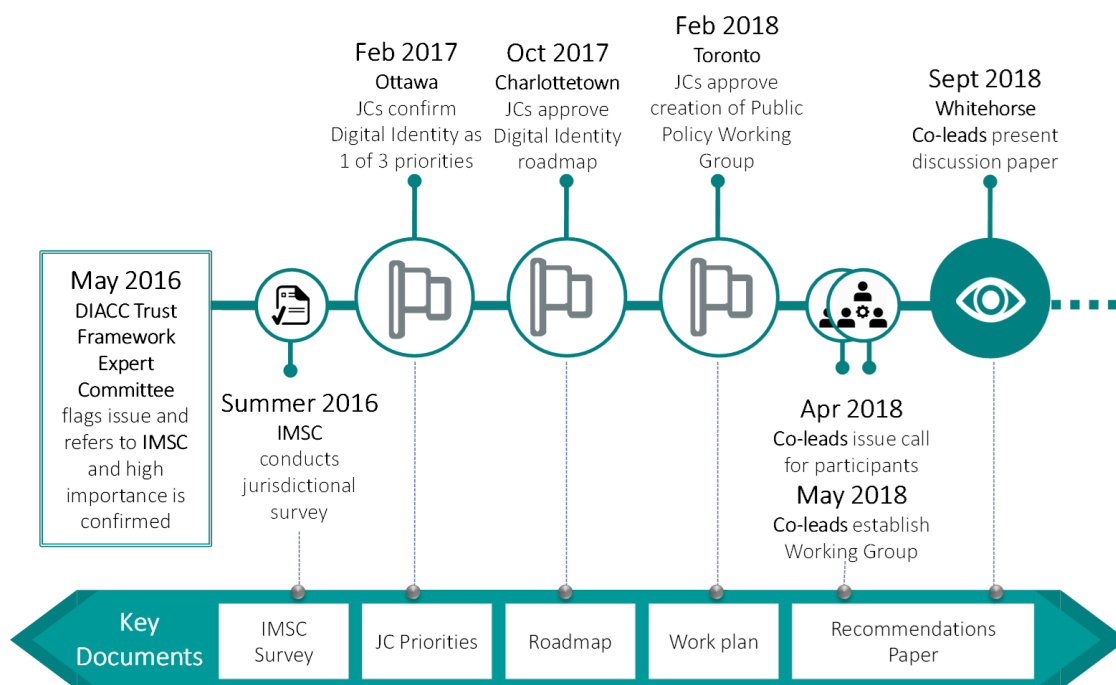 May 2016
DIACC Trust
Framework
Expert
Committee
flags issue and
refers to IMSC
and high
importance is
confirmed
Summer 2016
IMSC
conducts
jurisdictional
survey
Feb 2017
Ottawa
JCs confirm
Digital Identity as
1 of 3 priorities
Oct 2017
Charlottetown
JCs approve
Digital Identity
roadmap
Feb 2018
Toronto
JCs approve
creation of Public
Policy Working
Group
Apr 2018
Co-leads issue call
for participants
May 2018
Co-leads establish
Working Group
Sept 2018
Whitehorse
Co-leads present
discussion paper
Key
Documents
IMSC
Survey
JC Priorities
Roadmap
Work plan
Recommendations
Paper